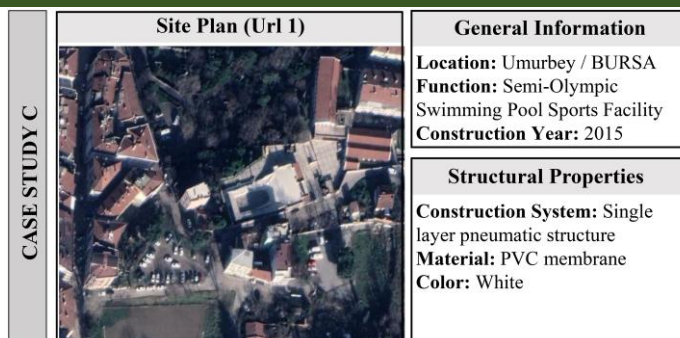 CASE STUDY C
Site Plan (Url 1)
General Information
Location: Umurbey / BURSA
Function: Semi-Olympic
Swimming Pool Sports Facility
Construction Year: 2015
Structural Properties
Construction System: Single
layer pneumatic structure
Material: PVC membrane
Color: White